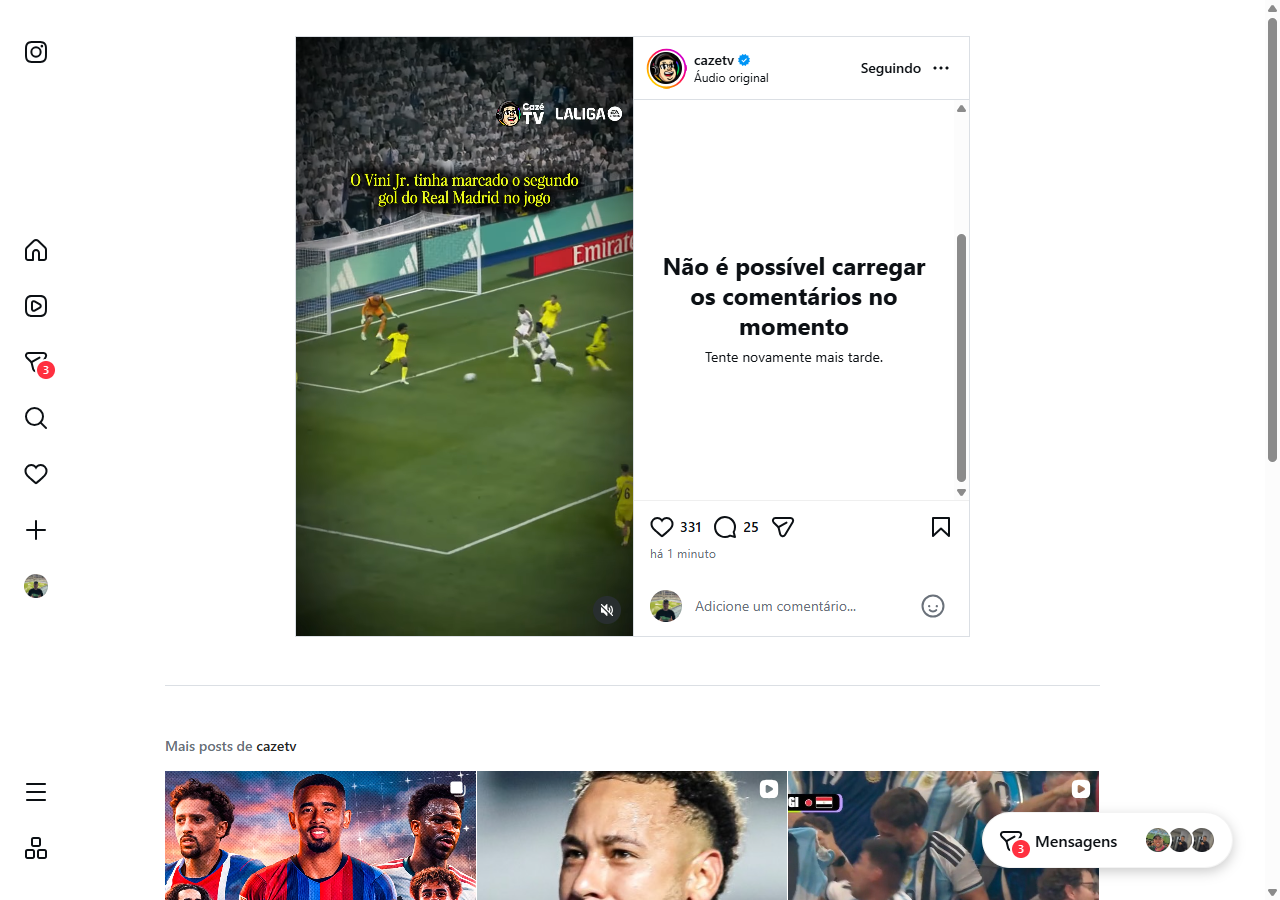 cazetv
Áudio original
Seguindo
Cazé
TV
LALIGA
O Vini Jr. tinha marcado o segundo
gol do Real Madrid no jogo
Emirates
Não é possível carregar
os comentários no
momento
Tente novamente mais tarde.
6
331
25
há 1 minuto
Adicione um comentário...
3
Mais posts de cazetv
GI
3
Mensagens